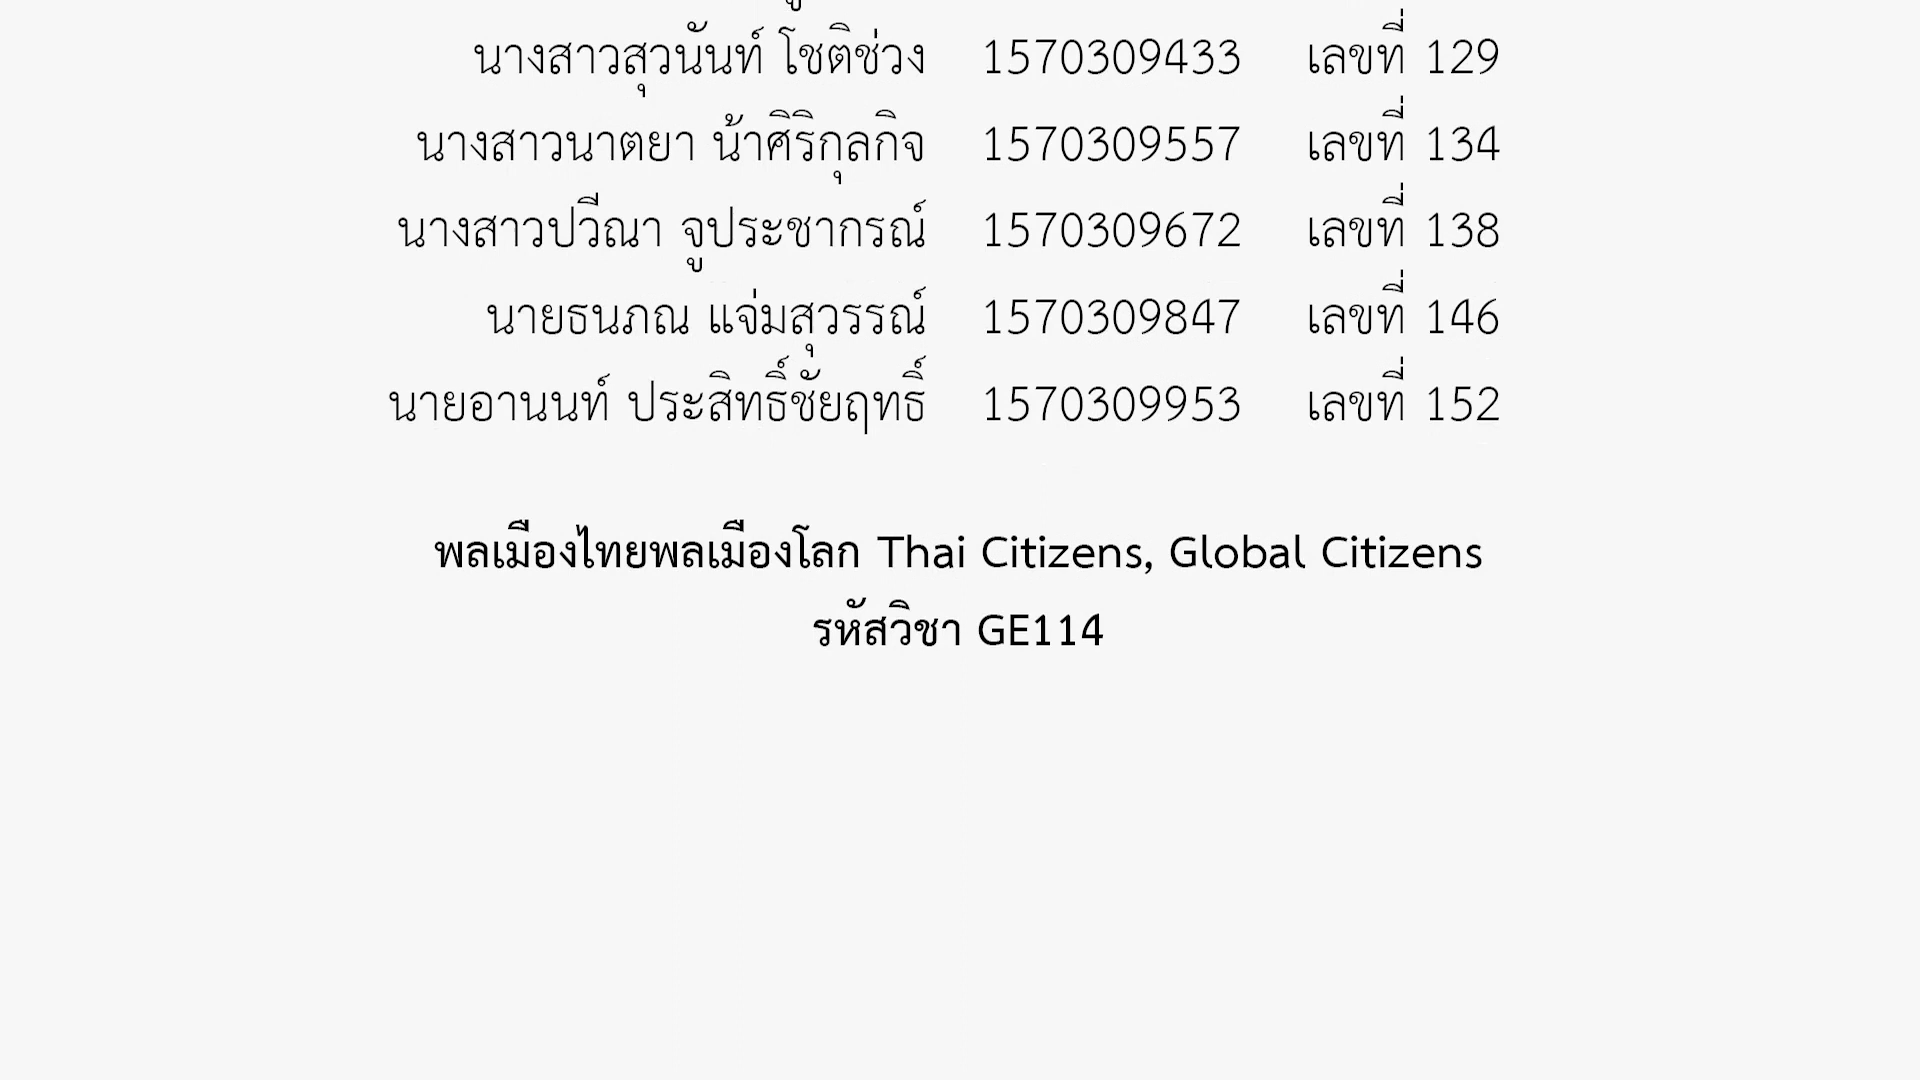 นางสาวสุวนันท์ โชติช่วง 1570309433 เลขที่ 129
นางสาวนาตยา น้าศิริกุลกิจ 1570309557 เลขที่ 134
นางสาวปวีณา จูประชากรณ์ 1570309672 เลขที่ 138
นายธนภณ แจ่มสุวรรณ์ 1570309847 เลขที่ 146
นายอานนท์ ประสิทธิ์ชัยฤทธิ์ 1570309953 เลขที่ 152
พลเมืองไทยพลเมืองโลก Thai Citizens, Global Citizens
รหัสวิชา GE114